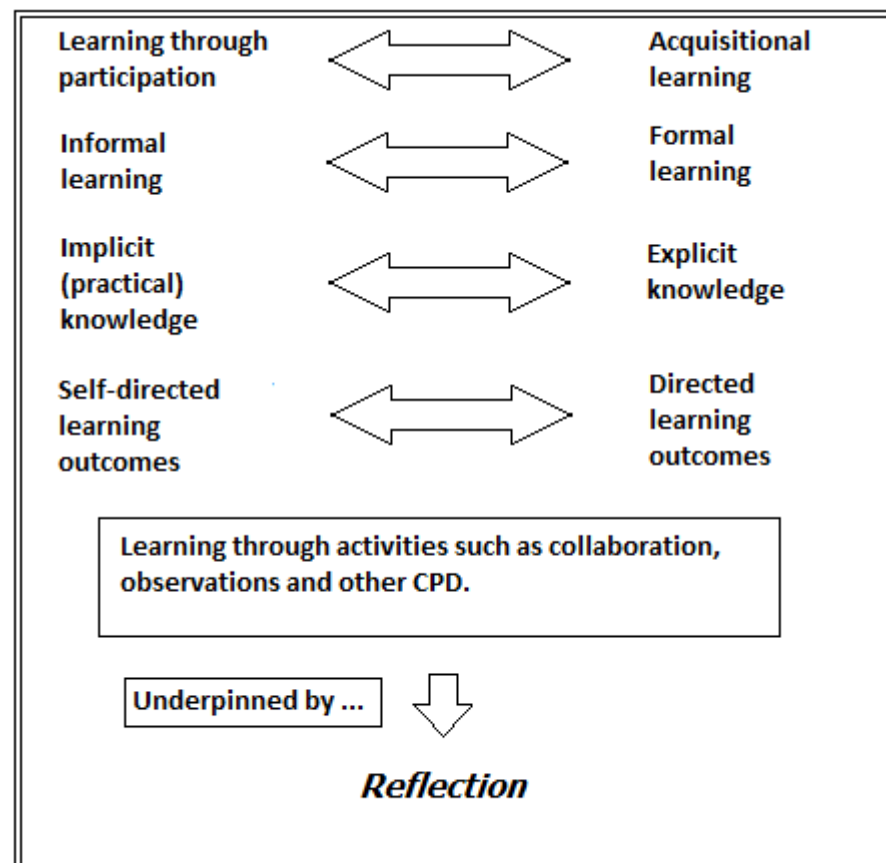 Learning through
participation
Acquisitional
learning
Informal
learning
Formal
learning
Implicit
(practical)
knowledge
Explicit
knowledge
Self-directed
learning
outcomes
Directed
learning
outcomes
Learning through activities such as collaboration,
observations and other CPD.
Underpinned by ...
Reflection